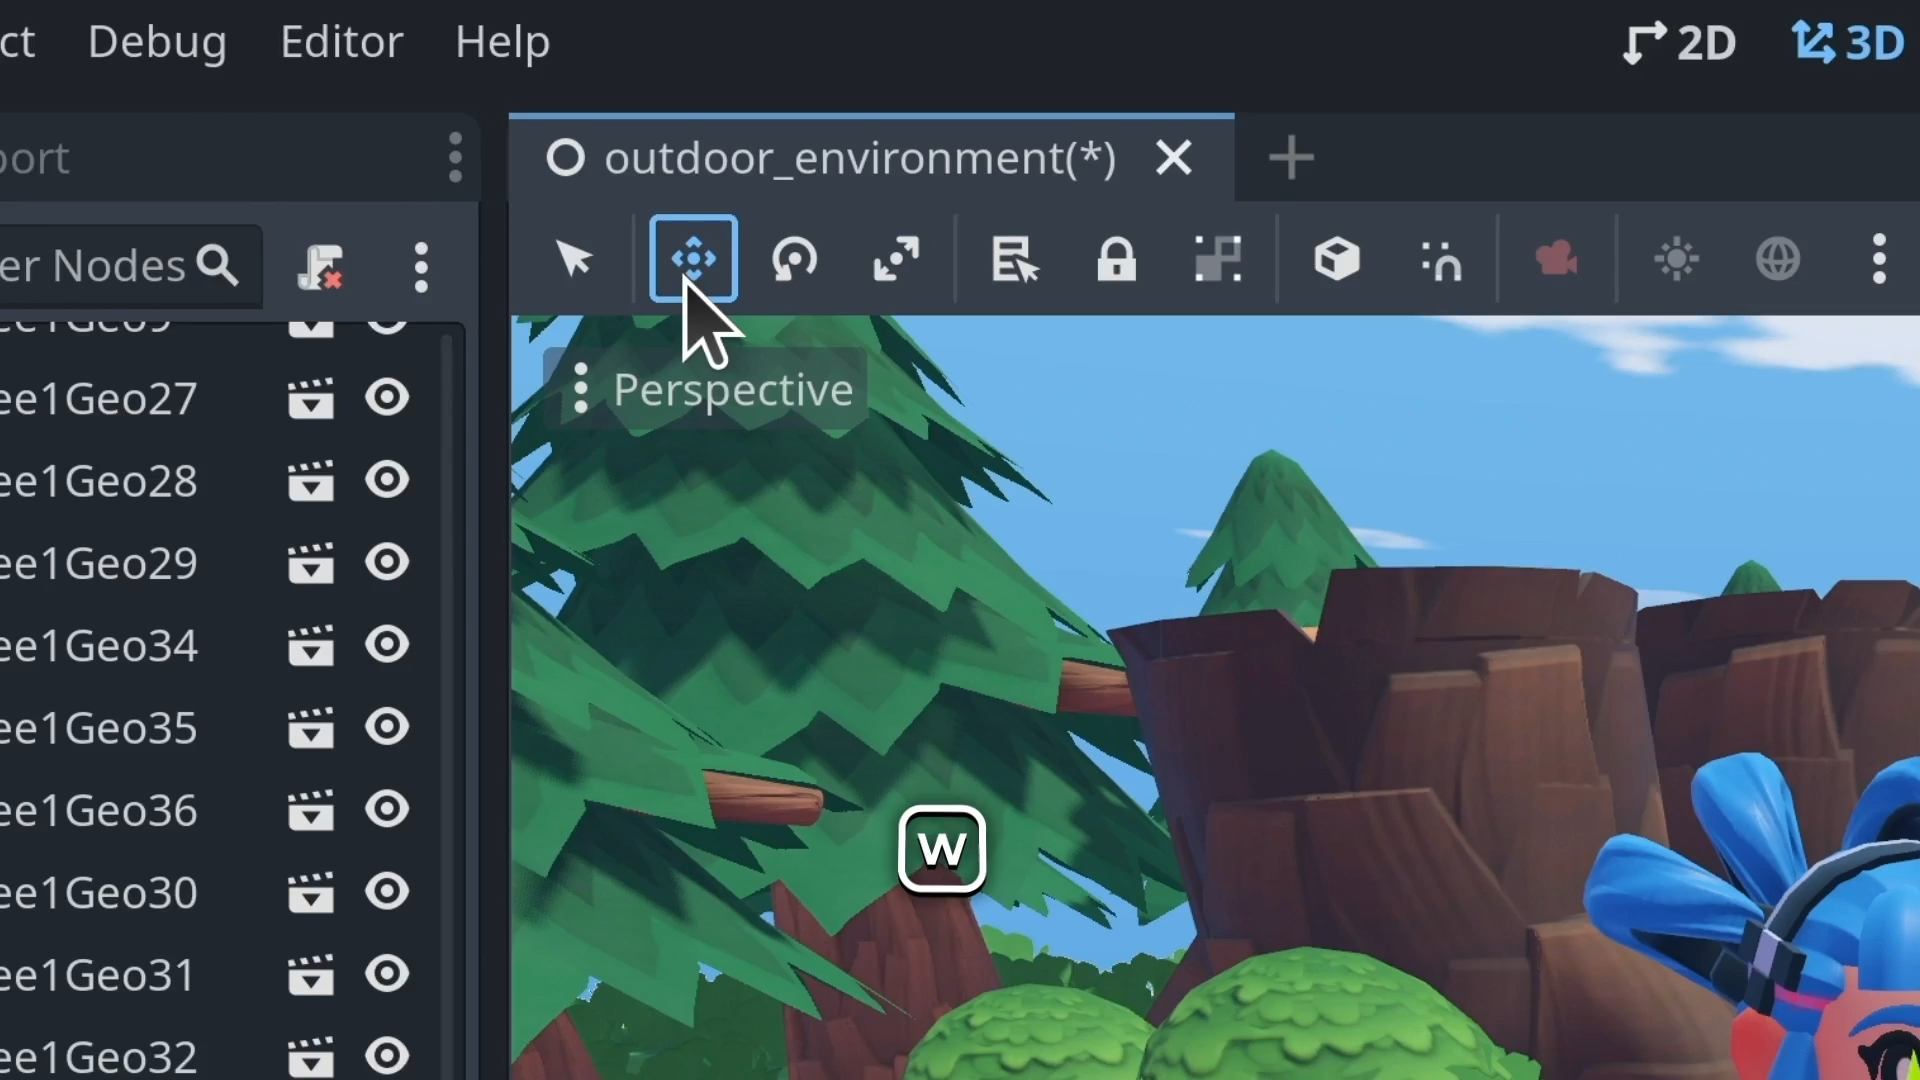 ct Debug Editor Help 2D 3D
port
outdoor_environment(*)
er Nodes
ee1Geo27
ee1Geo28
ee1Geo29
ee1Geo34
ee1Geo35
ee1Geo36
ee1Geo30
ee1Geo31
ee1Geo32
Perspective
W